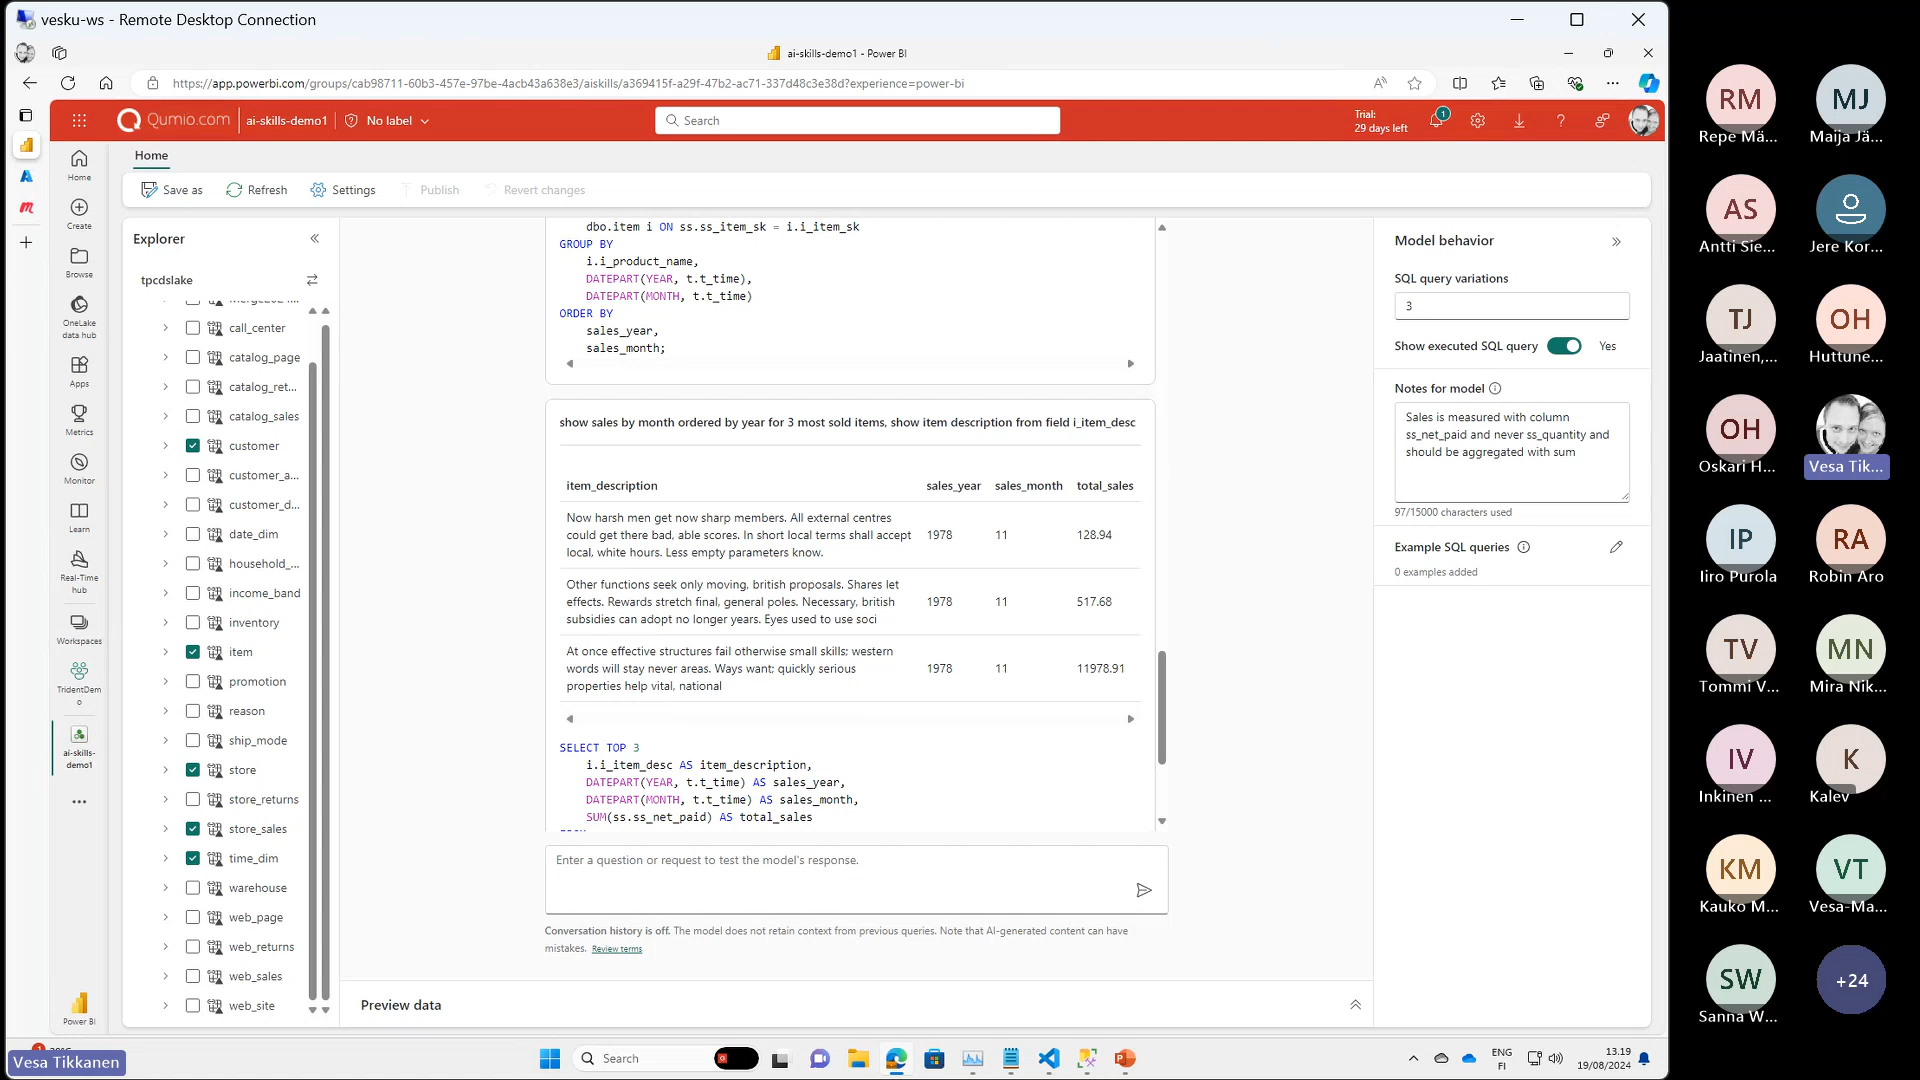 vesku-ws - Remote Desktop Connection
ai-skills-demo1 - Power BI
https://app.powerbi.com/groups/cab98711-60b3-457e-97be-4acb43a638e3/aiskills/a369415f-a29f-47b2-ac71-337d48c3e38d?experience=power-bi
Qumio.com
ai-skills-demo1
No label
Search
Trial:
29 days left
1
Home
Save as
Refresh
Settings
Publish
Revert changes
Home
Create
Browse
OneLake
data hub
Apps
Metrics
Monitor
Learn
Real-Time
hub
Workspaces
TridentDem
o
ai-skills-
demo1
Power BI
Explorer
tpcdslake
call_center
catalog_page
catalog_ret...
catalog_sales
customer
customer_a...
customer_d...
date_dim
household_...
income_band
inventory
item
promotion
reason
ship_mode
store
store_returns
store_sales
time_dim
warehouse
web_page
web_returns
web_sales
web_site
dbo.item i ON ss.ss_item_sk = i.i_item_sk
GROUP BY
i.i_product_name,
DATEPART(YEAR, t.t_time),
DATEPART(MONTH, t.t_time)
ORDER BY
sales_year,
sales_month;
show sales by month ordered by year for 3 most sold items, show item description from field i_item_desc
item_description sales_year sales_month total_sales
Now harsh men get now sharp members. All external centres
could get there bad, able scores. In short local terms shall accept 1978 11 128.94
local, white hours. Less empty parameters know.
Other functions seek only moving, british proposals. Shares let
effects. Rewards stretch final, general poles. Necessary, british 1978 11 517.68
subsidies can adopt no longer years. Eyes used to use soci
At once effective structures fail otherwise small skills; western
words will stay never areas. Ways want; quickly serious 1978 11 11978.91
properties help vital, national
SELECT TOP 3
i.i_item_desc AS item_description,
DATEPART(YEAR, t.t_time) AS sales_year,
DATEPART(MONTH, t.t_time) AS sales_month,
SUM(ss.ss_net_paid) AS total_sales
Enter a question or request to test the model's response.
Conversation history is off. The model does not retain context from previous queries. Note that AI-generated content can have
mistakes. Review terms
Preview data
Model behavior
SQL query variations
3
Show executed SQL query Yes
Notes for model
Sales is measured with column
ss_net_paid and never ss_quantity and
should be aggregated with sum
97/15000 characters used
Example SQL queries
0 examples added
RM
Repe Mä...
MJ
Maija Jä...
AS
Antti Sie...
Jere Kor...
TJ
Jaatinen,...
OH
Huttune...
OH
Oskari H...
Vesa Tik...
IP
Iiro Purola
RA
Robin Aro
TV
Tommi V...
MN
Mira Nik...
IV
Inkinen ...
K
Kalev
KM
Kauko M...
VT
Vesa-Ma...
SW
Sanna W...
+24
Vesa Tikkanen
Search
ENG
FI
13.19
19/08/2024